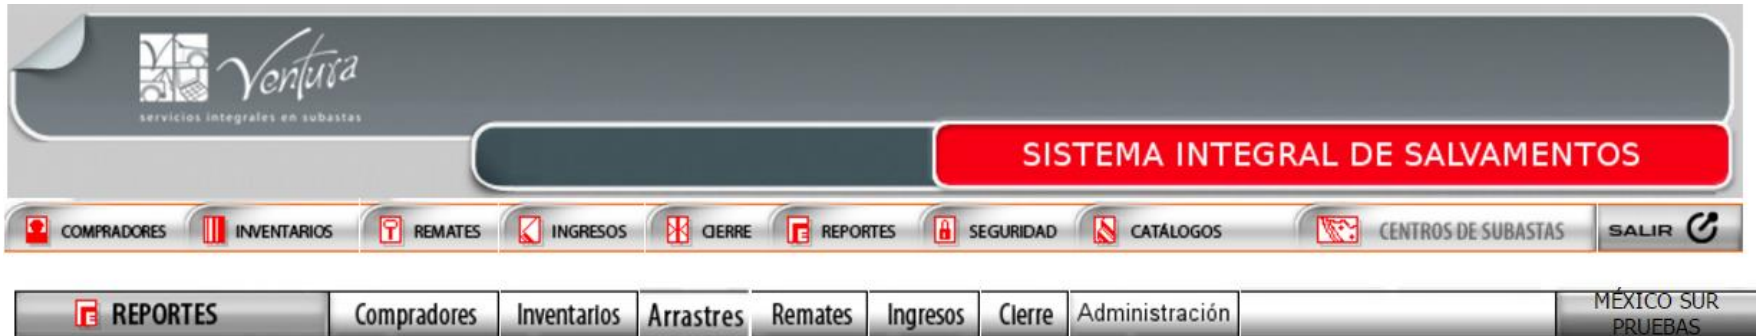 Ventura
servicios integrales en subastas
SISTEMA INTEGRAL DE SALVAMENTOS
COMPRADORES INVENTARIOS REMATES INGRESOS CIERRE REPORTES SEGURIDAD CATÁLOGOS CENTROS DE SUBASTAS SALIR
REPORTES Compradores Inventarios Arrastres Remates Ingresos Cierre Administración MÉXICO SUR
PRUEBAS